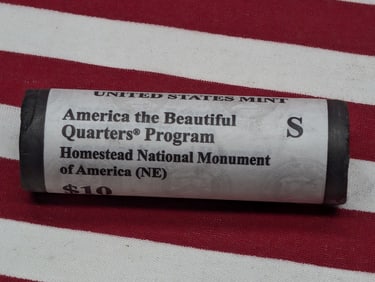 UNITED STATES MINT
America the Beautiful
Quarters® Program
S
Homestead National Monument
of America (NE)
$10